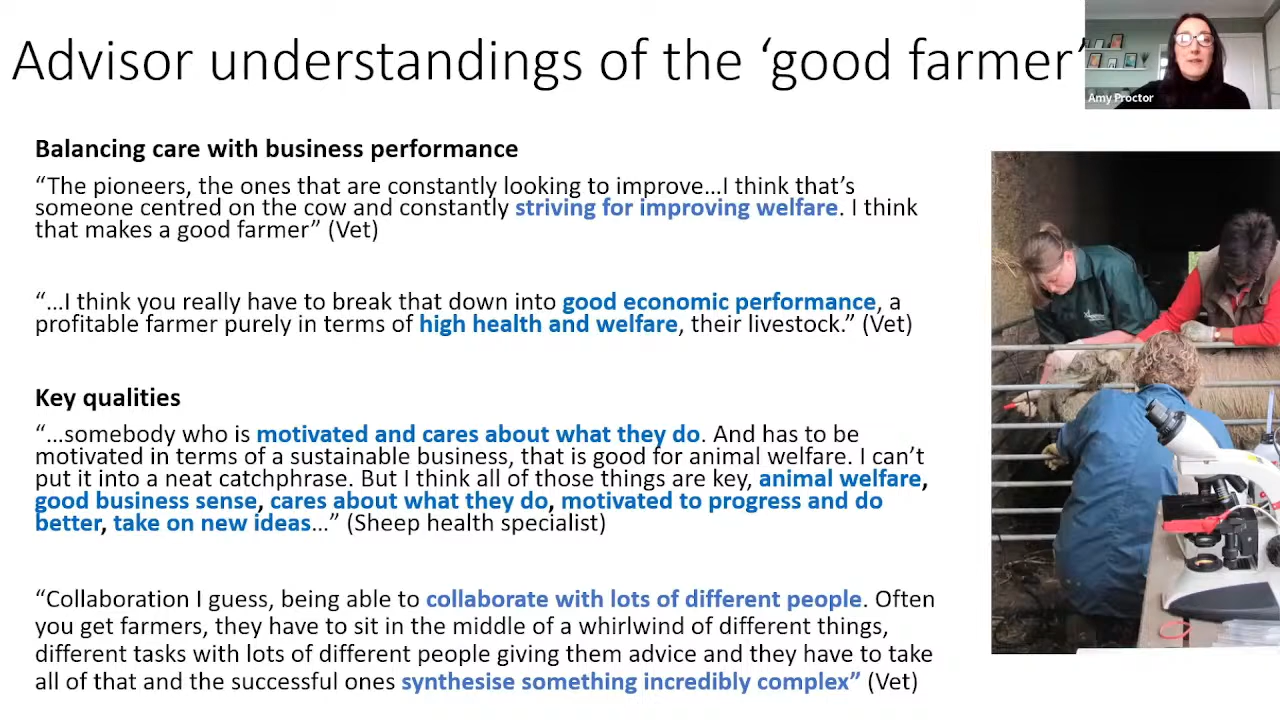 Advisor understandings of the ‘good farmer’
Amy Proctor
Balancing care with business performance
“The pioneers, the ones that are constantly looking to improve…I think that’s
someone centred on the cow and constantly striving for improving welfare. I think
that makes a good farmer” (Vet)
“…I think you really have to break that down into good economic performance, a
profitable farmer purely in terms of high health and welfare, their livestock.” (Vet)
Key qualities
“…somebody who is motivated and cares about what they do. And has to be
motivated in terms of a sustainable business, that is good for animal welfare. I can’t
put it into a neat catchphrase. But I think all of those things are key, animal welfare,
good business sense, cares about what they do, motivated to progress and do
better, take on new ideas…” (Sheep health specialist)
“Collaboration I guess, being able to collaborate with lots of different people. Often
you get farmers, they have to sit in the middle of a whirlwind of different things,
different tasks with lots of different people giving them advice and they have to take
all of that and the successful ones synthesise something incredibly complex” (Vet)